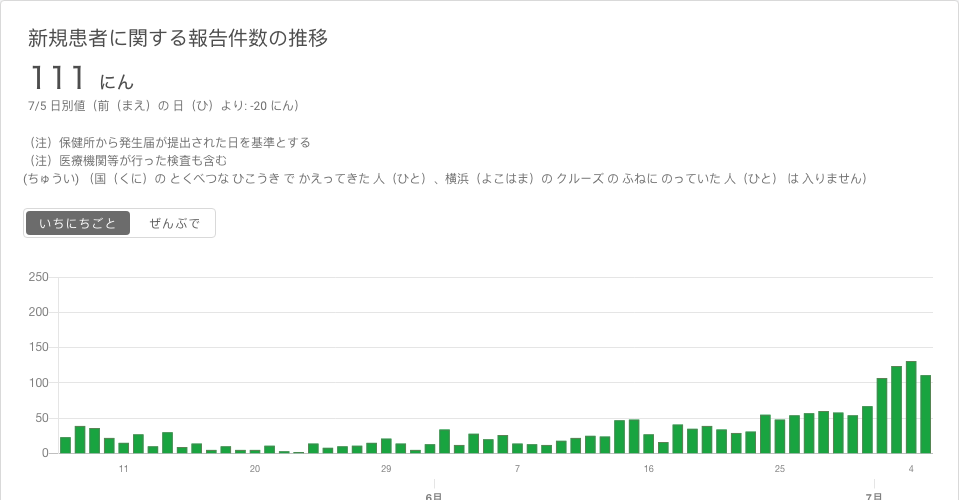 新規患者に関する報告件数の推移
111 にん
7/5 日別値（前（まえ）の 日（ひ）より: -20 にん）
（注）保健所から発生届が提出された日を基準とする
（注）医療機関等が行った検査も含む
(ちゅうい) （国（くに）の とくべつな ひこうき で かえってきた 人（ひと）、横浜（よこはま）の クルーズ の ふねに のっていた 人（ひと） は 入りません）
いちにちごと ぜんぶで
250
200
150
100
50
0
11 20 29 7 16 25 4
6月 7月